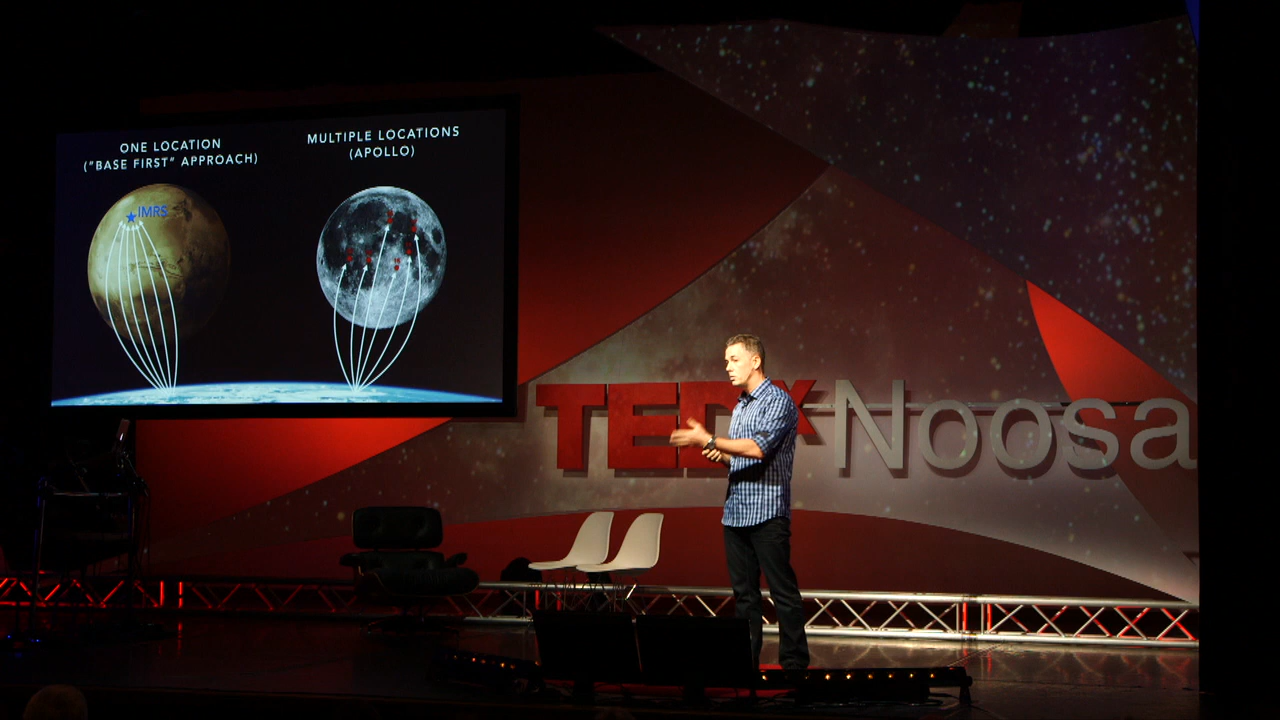 ONE LOCATION
("BASE FIRST" APPROACH)
MULTIPLE LOCATIONS
(APOLLO)
IMRS
TEDxNoosa